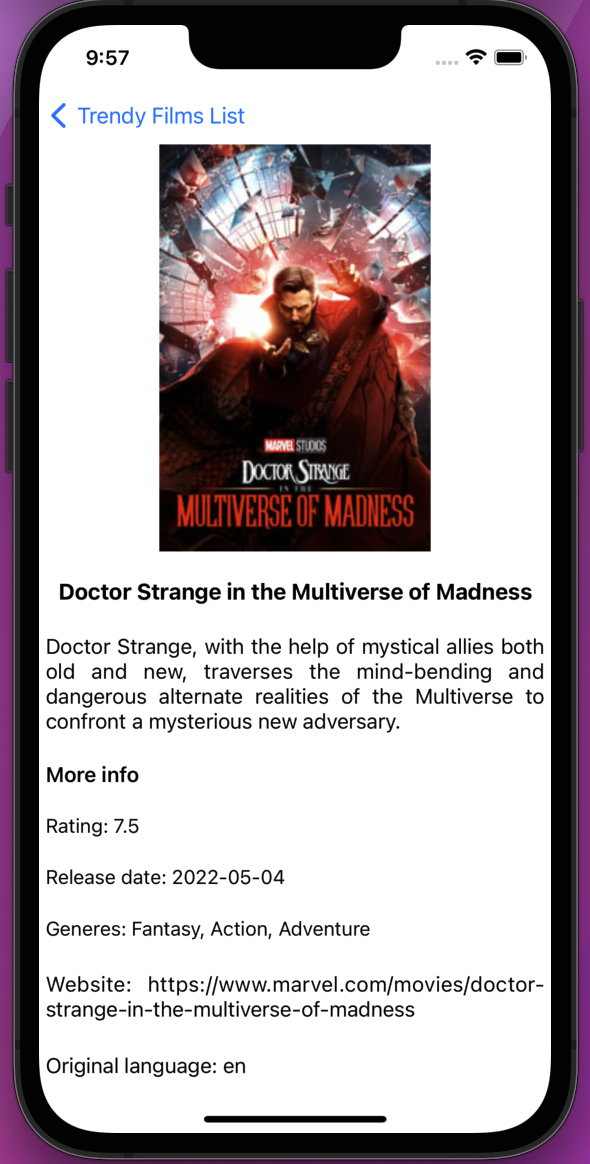 9:57
Trendy Films List
MARVEL STUDIOS
DOCTOR STRANGE
IN THE
MULTIVERSE OF MADNESS
Doctor Strange in the Multiverse of Madness
Doctor Strange, with the help of mystical allies both
old and new, traverses the mind-bending and
dangerous alternate realities of the Multiverse to
confront a mysterious new adversary.
More info
Rating: 7.5
Release date: 2022-05-04
Generes: Fantasy, Action, Adventure
Website: https://www.marvel.com/movies/doctor-
strange-in-the-multiverse-of-madness
Original language: en